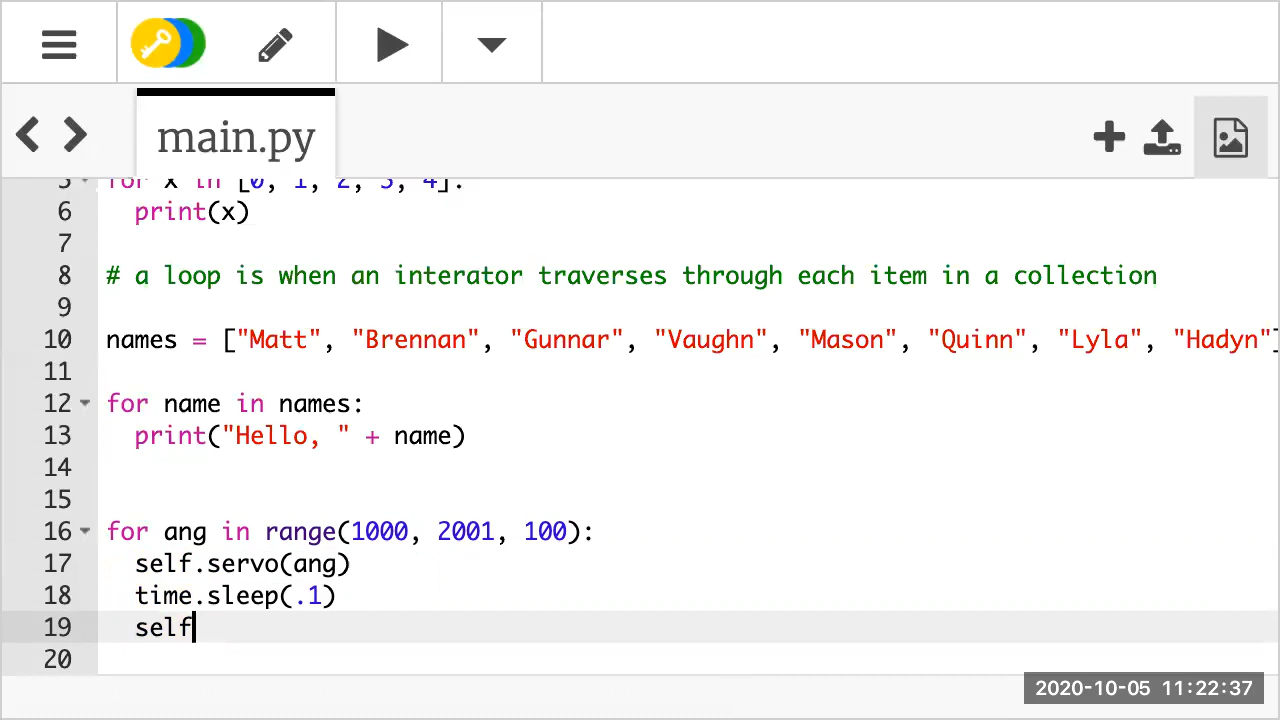 main.py
5 for x in [0, 1, 2, 3, 4]:
6 print(x)
7
8 # a loop is when an interator traverses through each item in a collection
9
10 names = ["Matt", "Brennan", "Gunnar", "Vaughn", "Mason", "Quinn", "Lyla", "Hadyn"]
11
12 for name in names:
13 print("Hello, " + name)
14
15
16 for ang in range(1000, 2001, 100):
17 self.servo(ang)
18 time.sleep(.1)
19 self
20
2020-10-05 11:22:37